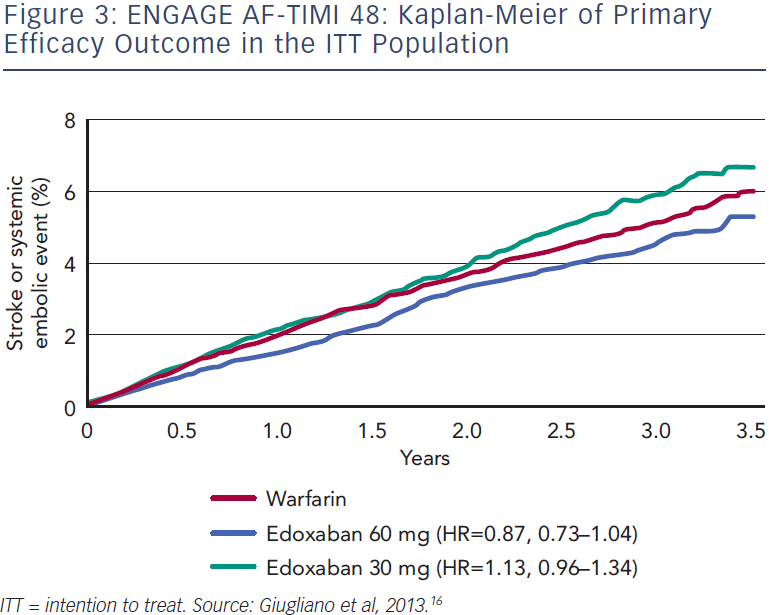 Figure 3: ENGAGE AF-TIMI 48: Kaplan-Meier of Primary
Efficacy Outcome in the ITT Population
8
6
4
2
0
Stroke or systemic
embolic event (%)
0 0.5 1.0 1.5 2.0 2.5 3.0 3.5
Years
Warfarin
Edoxaban 60 mg (HR=0.87, 0.73–1.04)
Edoxaban 30 mg (HR=1.13, 0.96–1.34)
ITT = intention to treat. Source: Giugliano et al, 2013.¹⁶